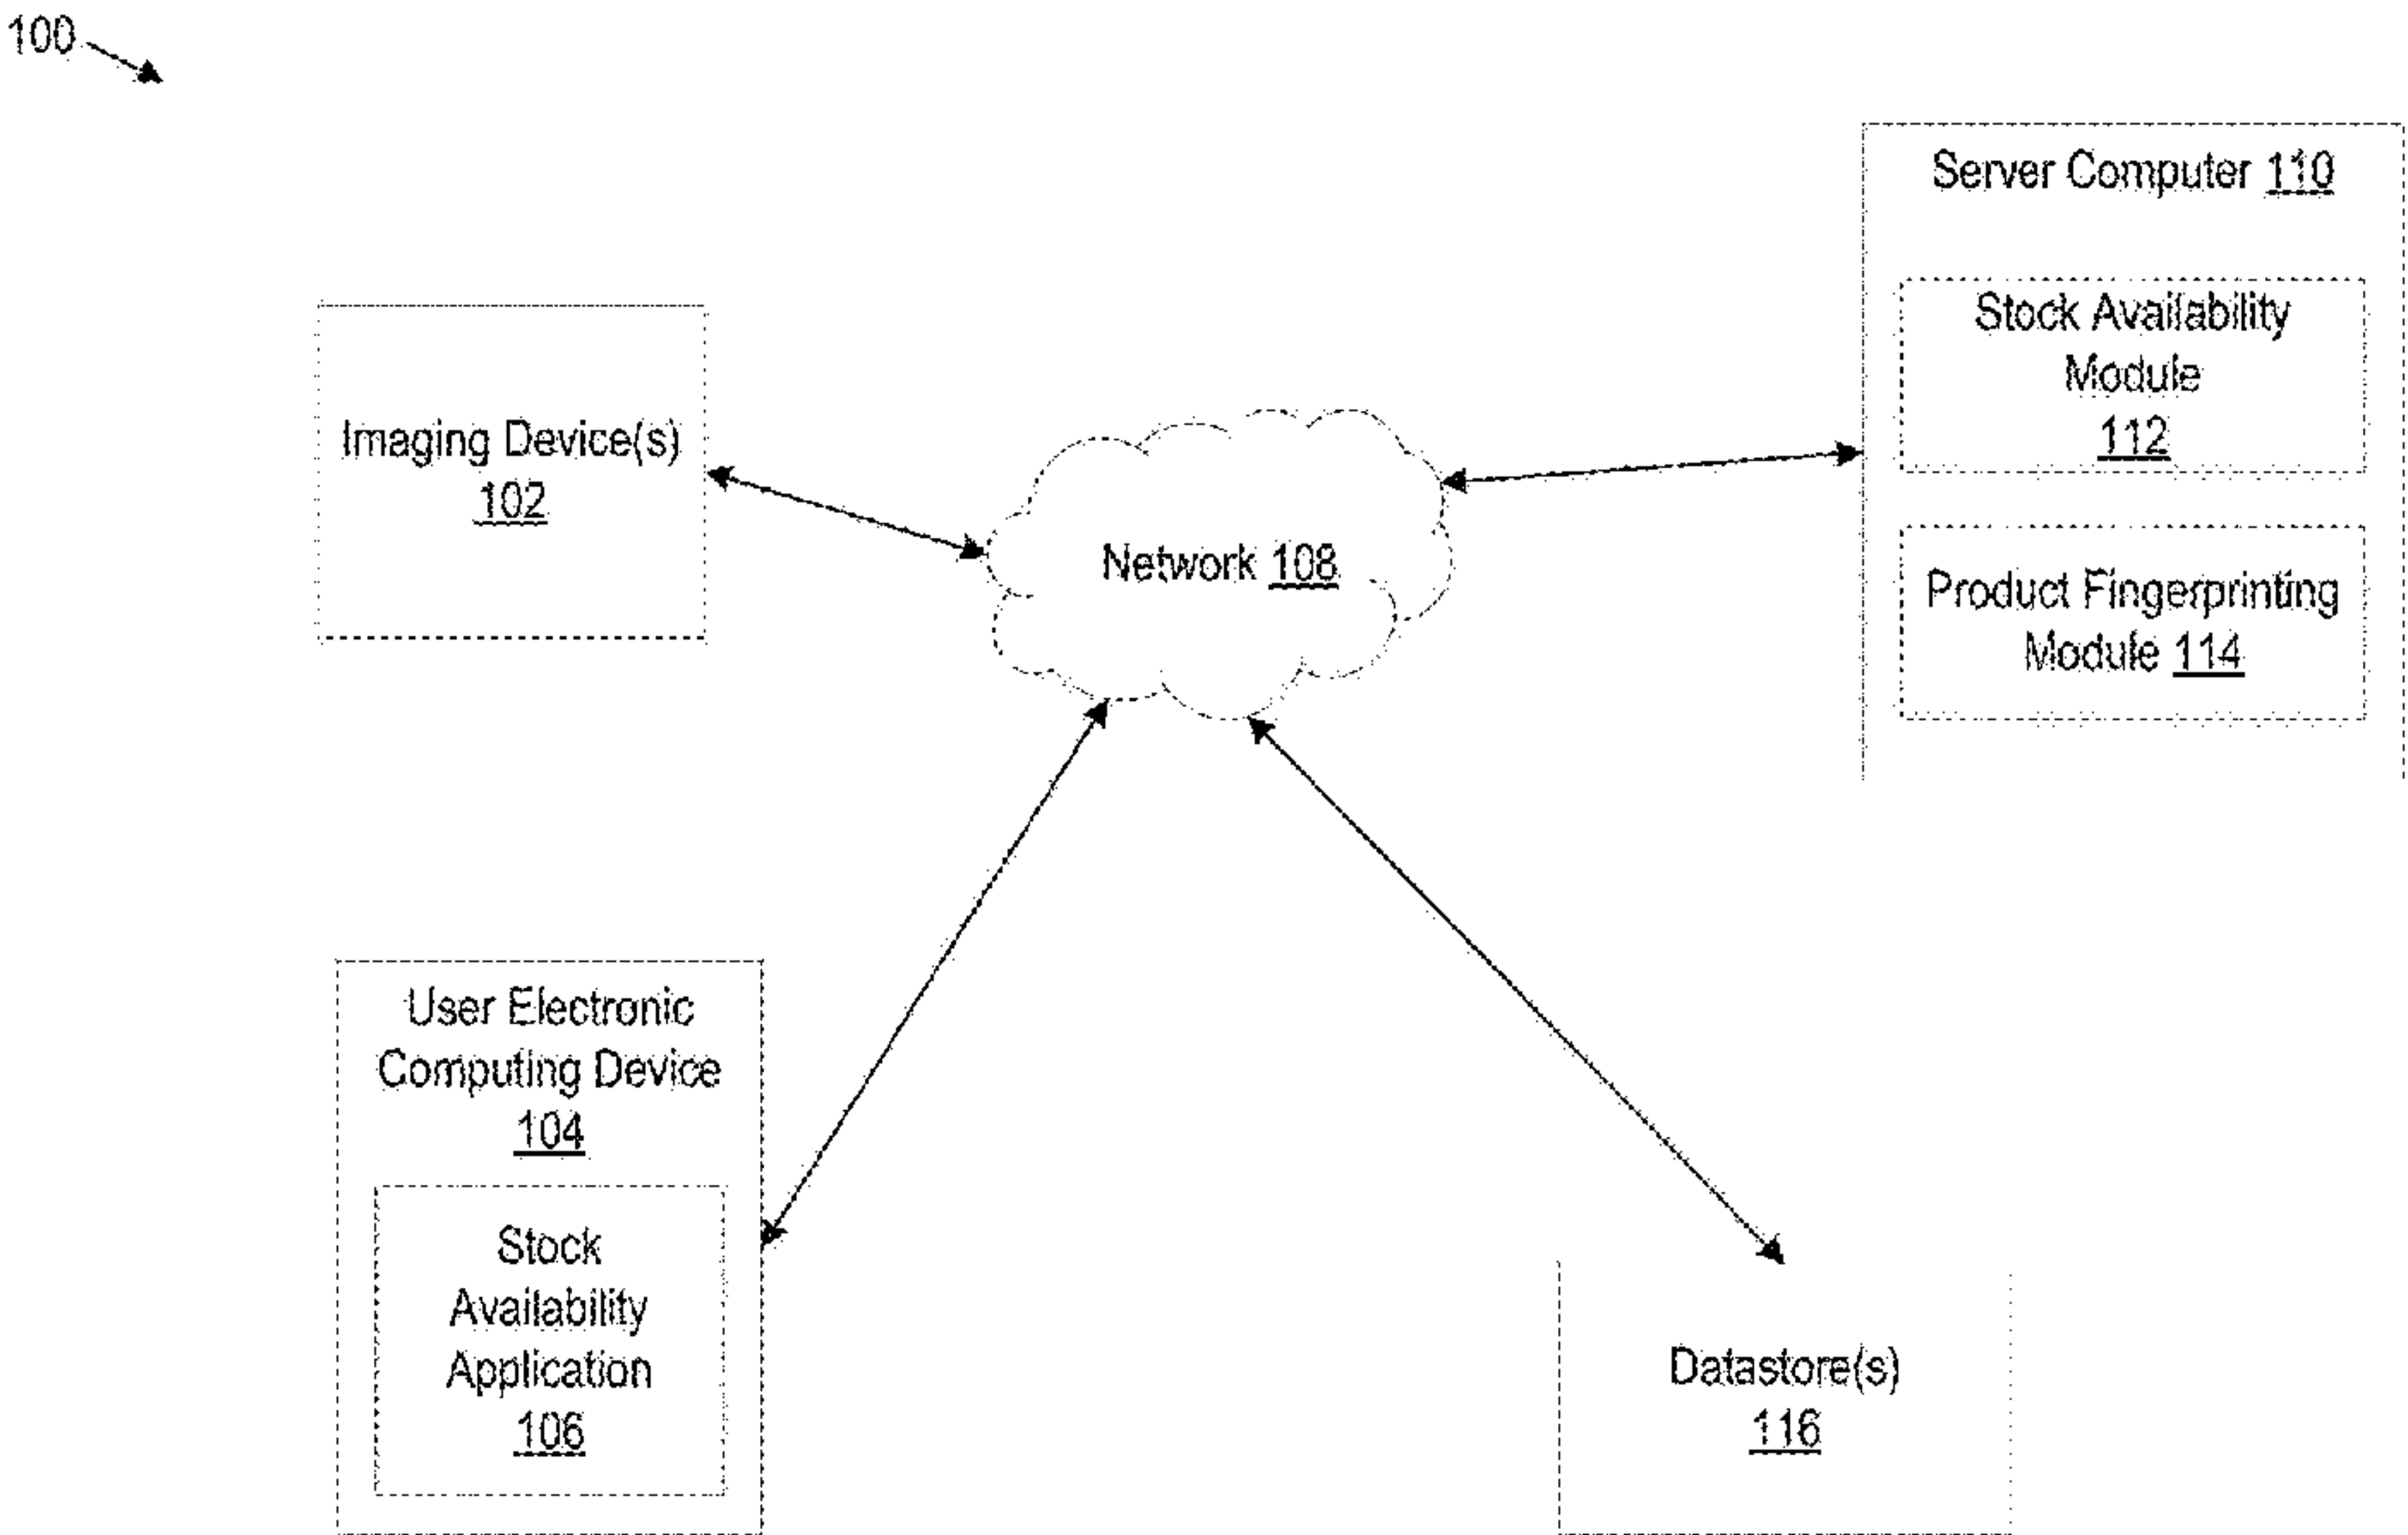 100
Server Computer 110
Stock Availability
Module
112
Product Fingerprinting
Module 114
Imaging Device(s)
102
Network 108
User Electronic
Computing Device
104
Stock
Availability
Application
106
Datastore(s)
116